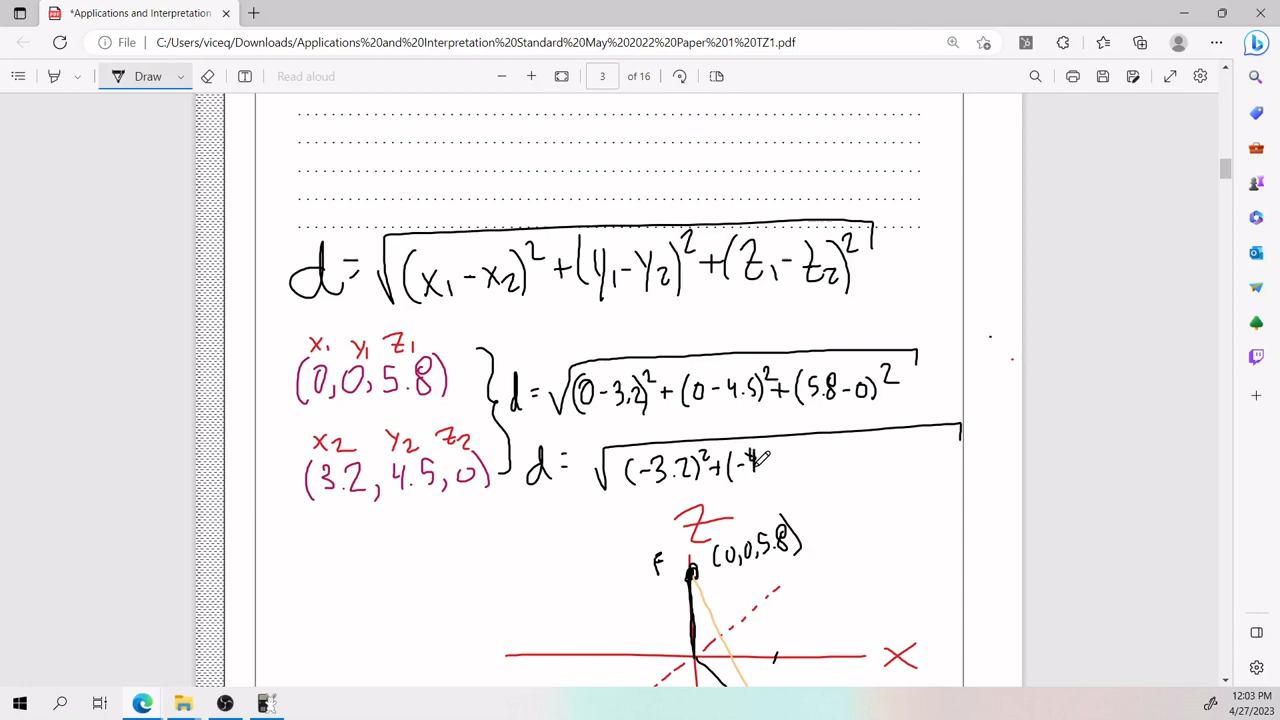 *Applications and Interpretation
File C:/Users/viceq/Downloads/Applications%20and%20Interpretation%20Standard%20May%202022%20Paper%201%20TZ1.pdf
Draw Read aloud 3 of 16
d = √(x₁-x₂)² + (y₁-y₂)² + (z₁-z₂)²
x₁ y₁ z₁
(0, 0, 5.8)
d = √(0-3.2)² + (0-4.5)² + (5.8-0)²
x₂ y₂ z₂
(3.2, 4.5, 0)
d = √(-3.2)² + (-4
Z
F (0,0,5.8)
X
12:03 PM
4/27/2023